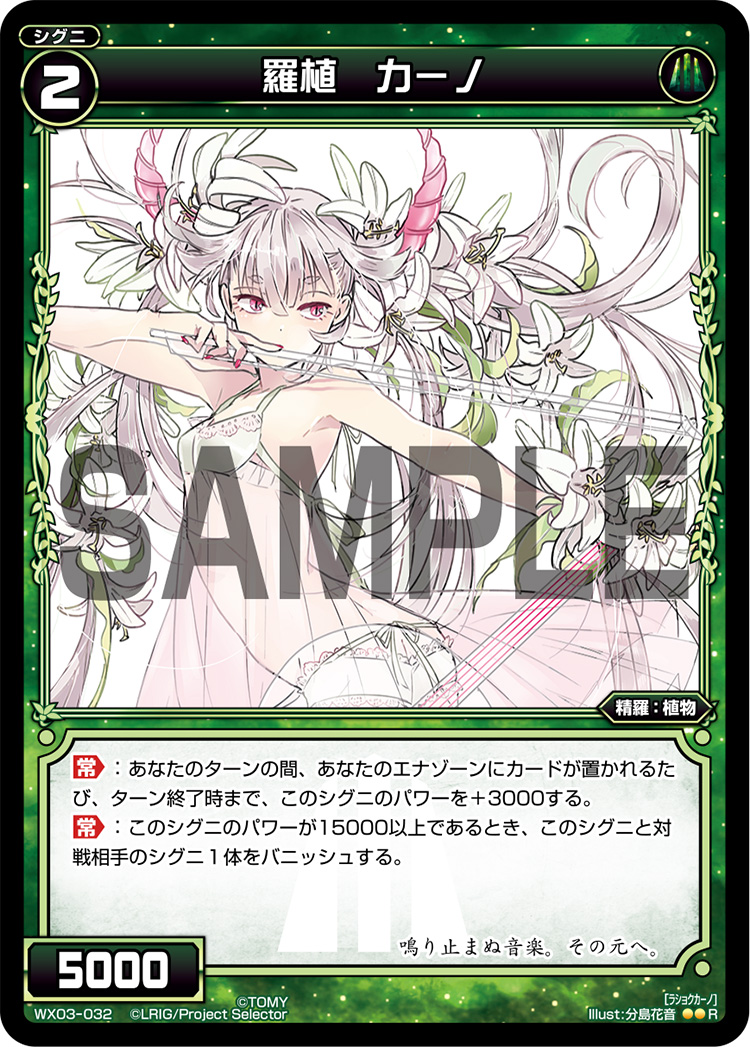 シグニ
2
羅植　カーノ
SAMPLE
精羅：植物
常：あなたのターンの間、あなたのエナゾーンにカードが置かれるた
び、ターン終了時まで、このシグニのパワーを＋3000する。
常：このシグニのパワーが15000以上であるとき、このシグニと対
戦相手のシグニ１体をバニッシュする。
鳴り止まぬ音楽。その元へ。
5000
[ラショクカーノ]
WX03-032 ©LRIG/Project Selector ©TOMY
Illust:分島花音 R